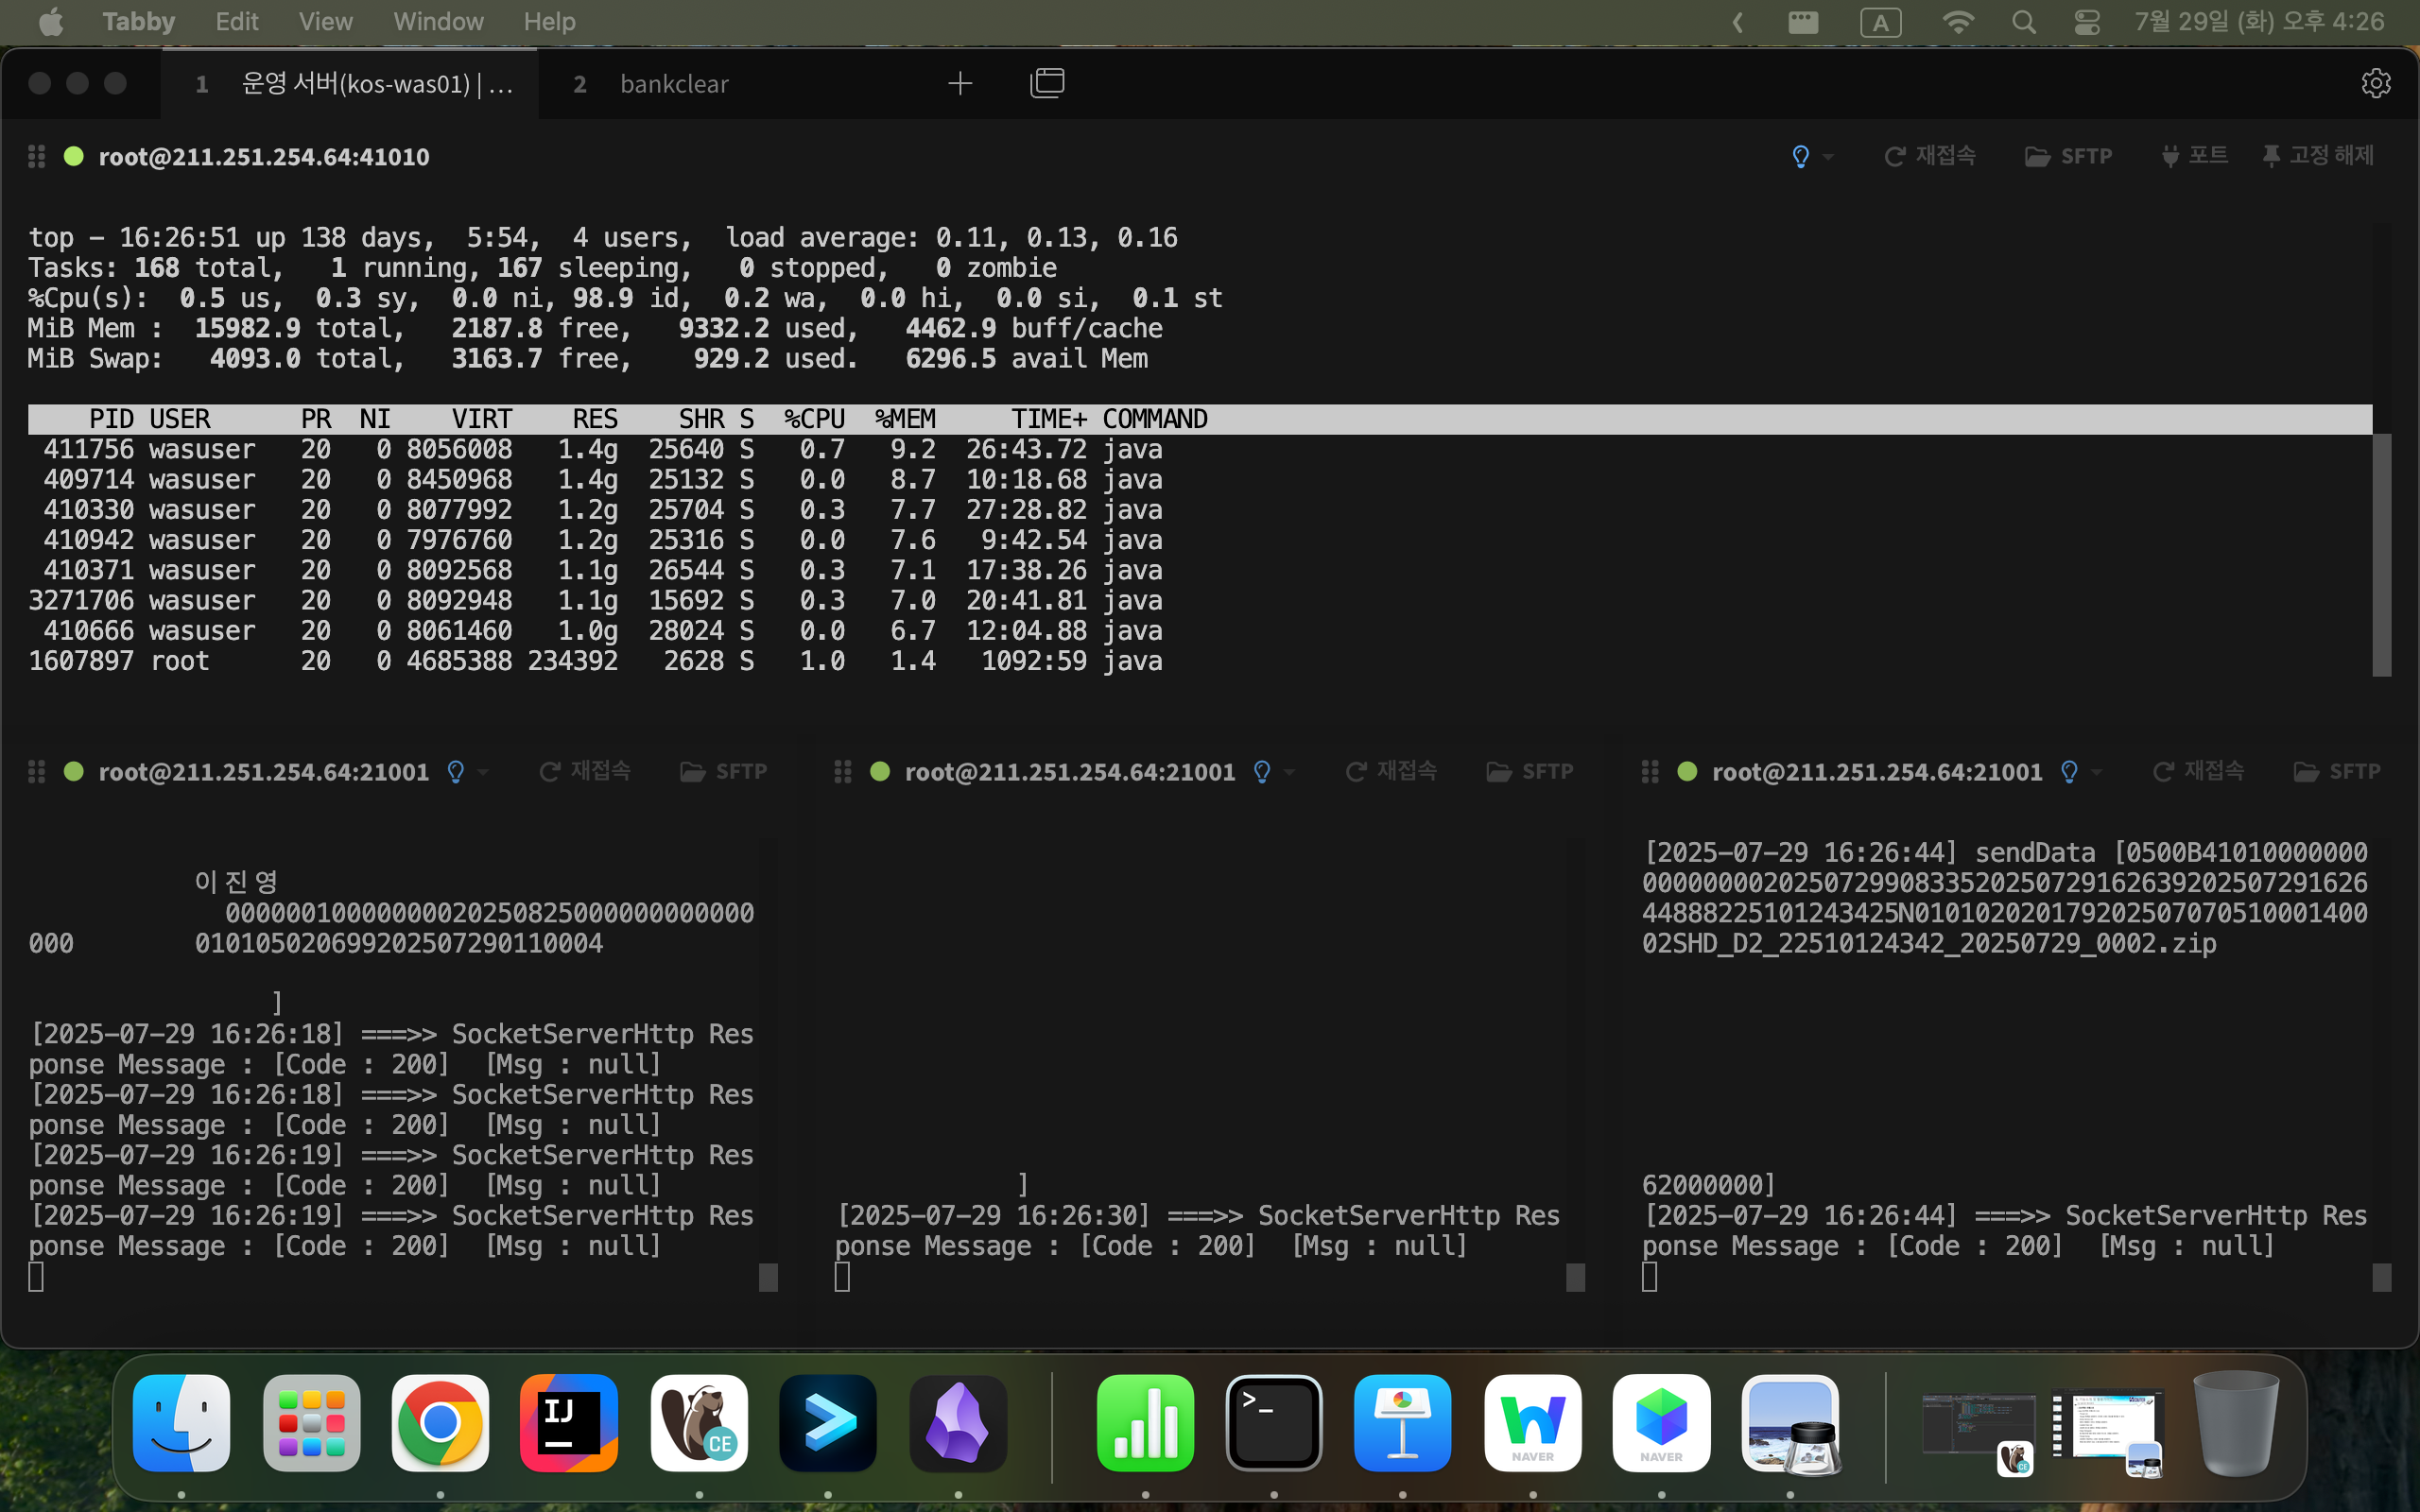 Tabby Edit View Window Help A 7월 29일 (화) 오후 4:26
1 운영 서버(kos-was01) | ... 2 bankclear
root@211.251.254.64:41010 재접속 SFTP 포트 고정 해제
top - 16:26:51 up 138 days, 5:54, 4 users, load average: 0.11, 0.13, 0.16
Tasks: 168 total, 1 running, 167 sleeping, 0 stopped, 0 zombie
%Cpu(s): 0.5 us, 0.3 sy, 0.0 ni, 98.9 id, 0.2 wa, 0.0 hi, 0.0 si, 0.1 st
MiB Mem : 15982.9 total, 2187.8 free, 9332.2 used, 4462.9 buff/cache
MiB Swap: 4093.0 total, 3163.7 free, 929.2 used. 6296.5 avail Mem
PID USER PR NI VIRT RES SHR S %CPU %MEM TIME+ COMMAND
411756 wasuser 20 0 8056008 1.4g 25640 S 0.7 9.2 26:43.72 java
409714 wasuser 20 0 8450968 1.4g 25132 S 0.0 8.7 10:18.68 java
410330 wasuser 20 0 8077992 1.2g 25704 S 0.3 7.7 27:28.82 java
410942 wasuser 20 0 7976760 1.2g 25316 S 0.0 7.6 9:42.54 java
410371 wasuser 20 0 8092568 1.1g 26544 S 0.3 7.1 17:38.26 java
3271706 wasuser 20 0 8092948 1.1g 15692 S 0.3 7.0 20:41.81 java
410666 wasuser 20 0 8061460 1.0g 28024 S 0.0 6.7 12:04.88 java
1607897 root 20 0 4685388 234392 2628 S 1.0 1.4 1092:59 java
root@211.251.254.64:21001 재접속 SFTP
이진영
00000010000000020250825000000000000
000 010105020699202507290110004
]
[2025-07-29 16:26:18] ===>> SocketServerHttp Res
ponse Message : [Code : 200] [Msg : null]
[2025-07-29 16:26:18] ===>> SocketServerHttp Res
ponse Message : [Code : 200] [Msg : null]
[2025-07-29 16:26:19] ===>> SocketServerHttp Res
ponse Message : [Code : 200] [Msg : null]
[2025-07-29 16:26:19] ===>> SocketServerHttp Res
ponse Message : [Code : 200] [Msg : null]
root@211.251.254.64:21001 재접속 SFTP
]
[2025-07-29 16:26:30] ===>> SocketServerHttp Res
ponse Message : [Code : 200] [Msg : null]
root@211.251.254.64:21001 재접속 SFTP
[2025-07-29 16:26:44] sendData [0500B41010000000
000000002025072990833520250729162639202507291626
44888225101243425N010102020179202507070510001400
02SHD_D2_22510124342_20250729_0002.zip
62000000]
[2025-07-29 16:26:44] ===>> SocketServerHttp Res
ponse Message : [Code : 200] [Msg : null]
IJ CE >_ NAVER NAVER CE